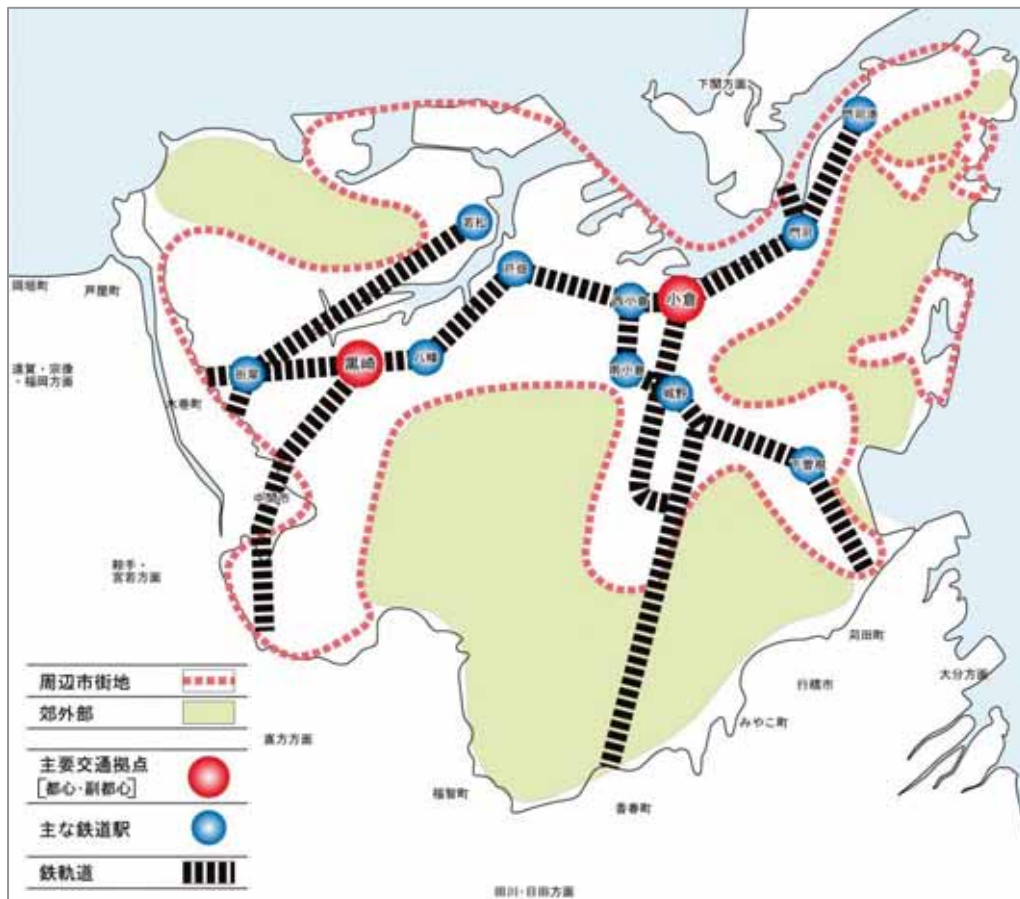 下関方面
門司港
若松
門司
戸畑
岡垣町
芦屋町
西小倉
小倉
遠賀・宗像
・福岡方面
折尾
黒崎
八幡
南小倉
水巻町
城野
下曽根
中間市
鞍手・
宮若方面
苅田町
周辺市街地
大分方面
行橋市
郊外部
みやこ町
直方方面
主要交通拠点
[都心・副都心]
福智町
香春町
主な鉄道駅
鉄軌道
田川・日田方面